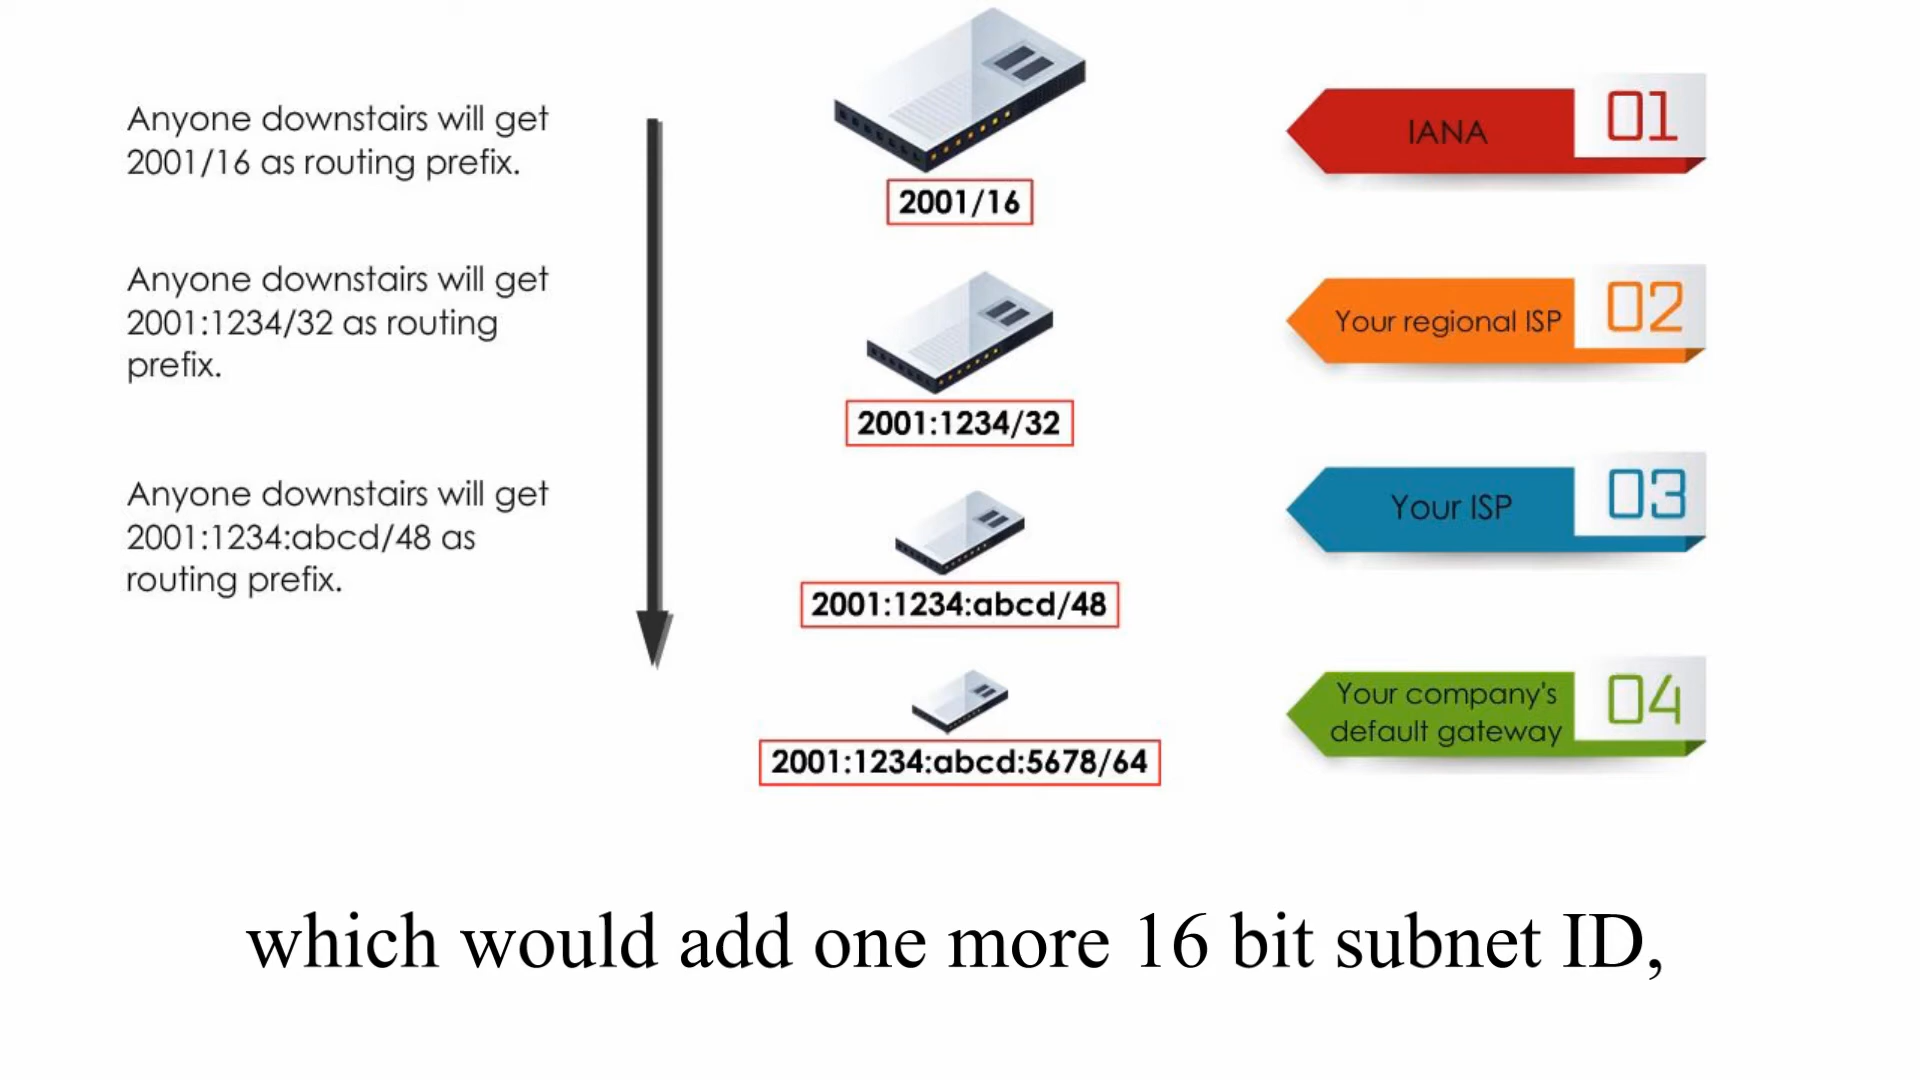 Anyone downstairs will get
2001/16 as routing prefix.
2001/16
IANA
01
Anyone downstairs will get
2001:1234/32 as routing
prefix.
2001:1234/32
Your regional ISP
02
Anyone downstairs will get
2001:1234:abcd/48 as
routing prefix.
2001:1234:abcd/48
Your ISP
03
2001:1234:abcd:5678/64
Your company's
default gateway
04
which would add one more 16 bit subnet ID,